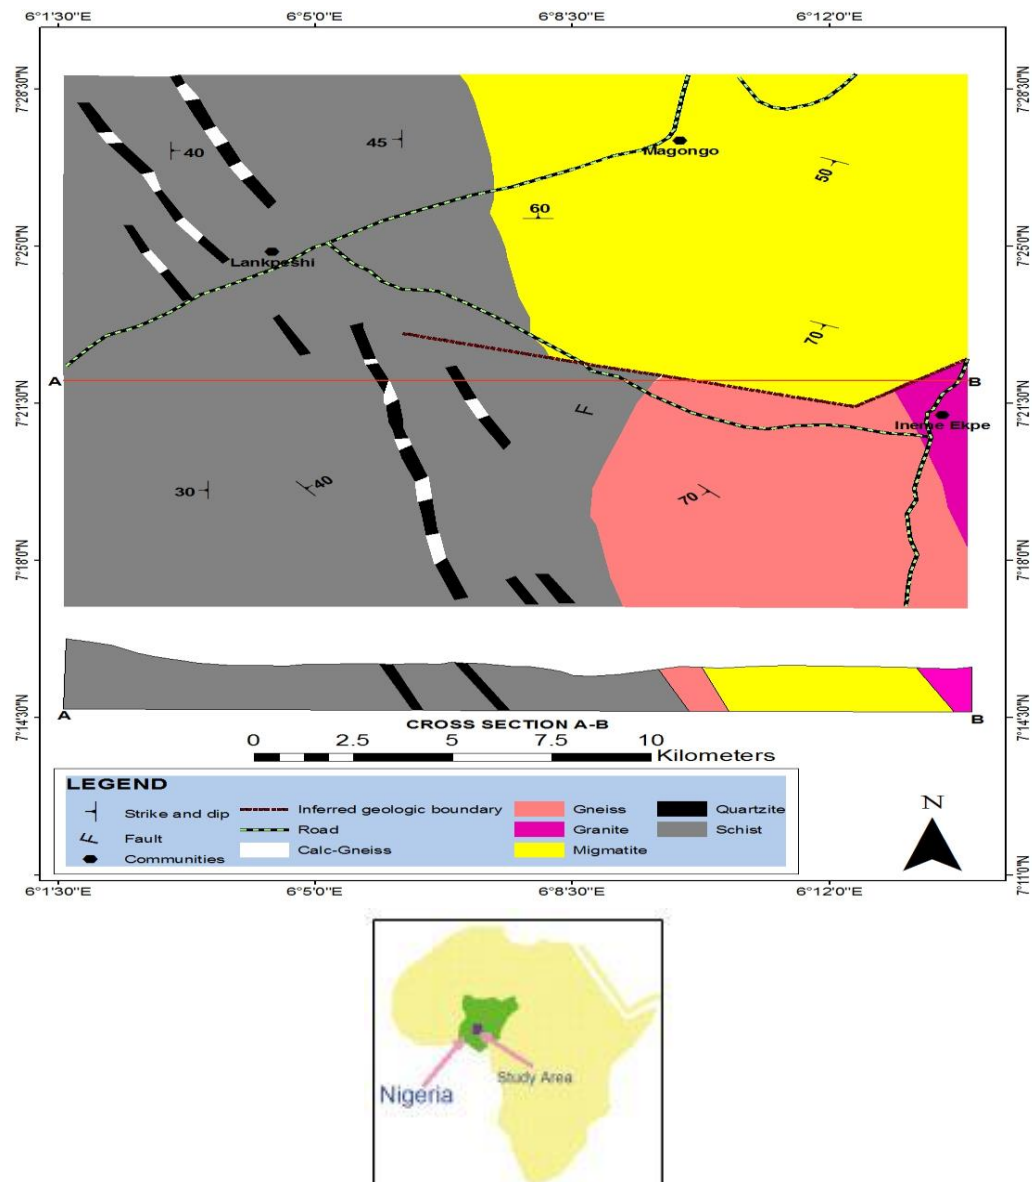 6°1'30"E 6°5'0"E 6°8'30"E 6°12'0"E
7°28'30"N 7°28'30"N
40 45 Magongo 50
60
7°25'0"N 7°25'0"N
Lankpeshi
70
A B
7°21'30"N 7°21'30"N
F Ineme Ekpe
30 40 70
7°18'0"N 7°18'0"N
A B
7°14'30"N 7°14'30"N
CROSS SECTION A-B
0 2.5 5 7.5 10
Kilometers
LEGEND
Strike and dip Inferred geologic boundary Gneiss Quartzite
F Fault Road Granite Schist
Communities Calc-Gneiss Migmatite
N
7°11'0"N 7°11'0"N
6°1'30"E 6°5'0"E 6°8'30"E 6°12'0"E
Study Area
Nigeria